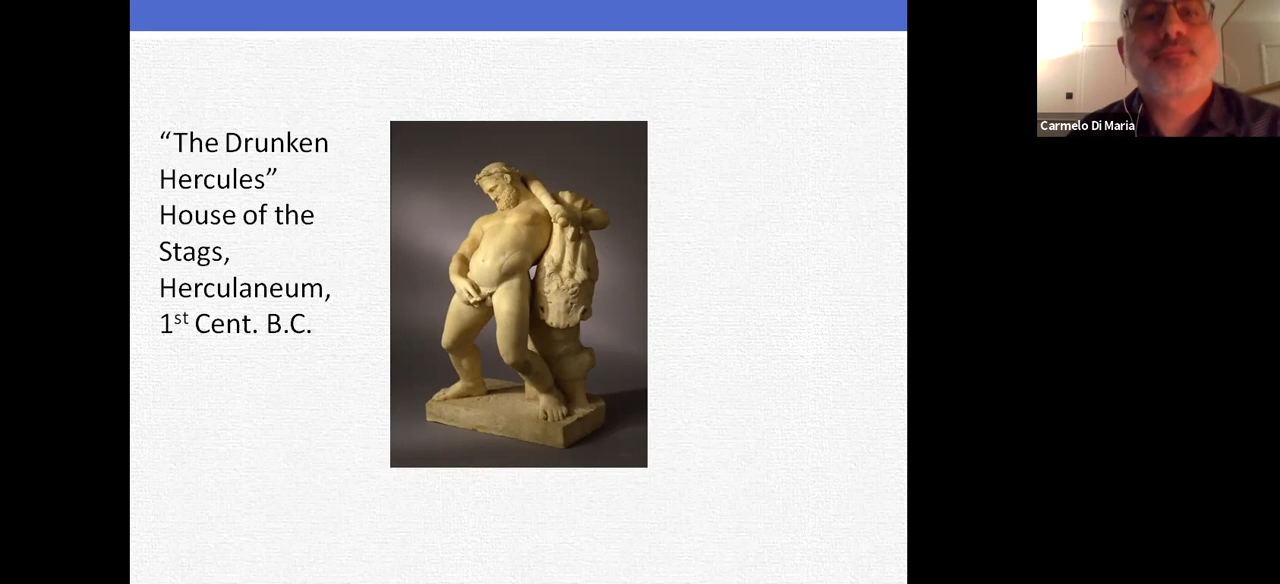 “The Drunken
Hercules”
House of the
Stags,
Herculaneum,
1st Cent. B.C.
Carmelo Di Maria